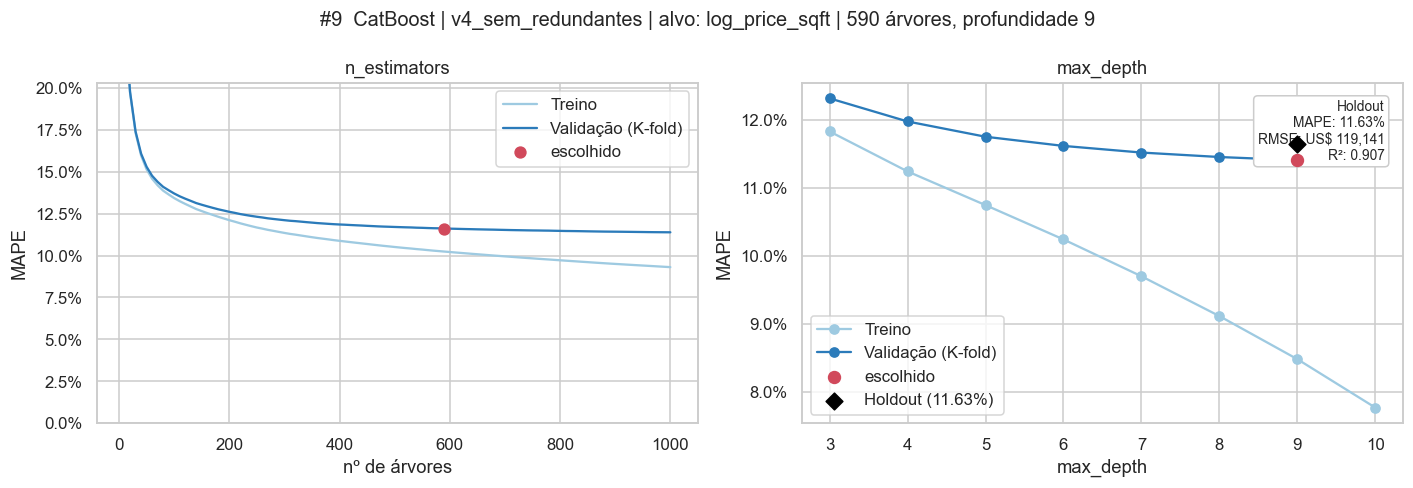 #9  CatBoost | v4_sem_redundantes | alvo: log_price_sqft | 590 árvores, profundidade 9
n_estimators
20.0%
17.5%
15.0%
12.5%
10.0%
7.5%
5.0%
2.5%
0.0%
MAPE
Treino
Validação (K-fold)
escolhido
0
200
400
600
800
1000
nº de árvores
max_depth
12.0%
11.0%
10.0%
9.0%
8.0%
MAPE
Holdout
MAPE: 11.63%
RMSE: US$ 119,141
R²: 0.907
Treino
Validação (K-fold)
escolhido
Holdout (11.63%)
3
4
5
6
7
8
9
10
max_depth